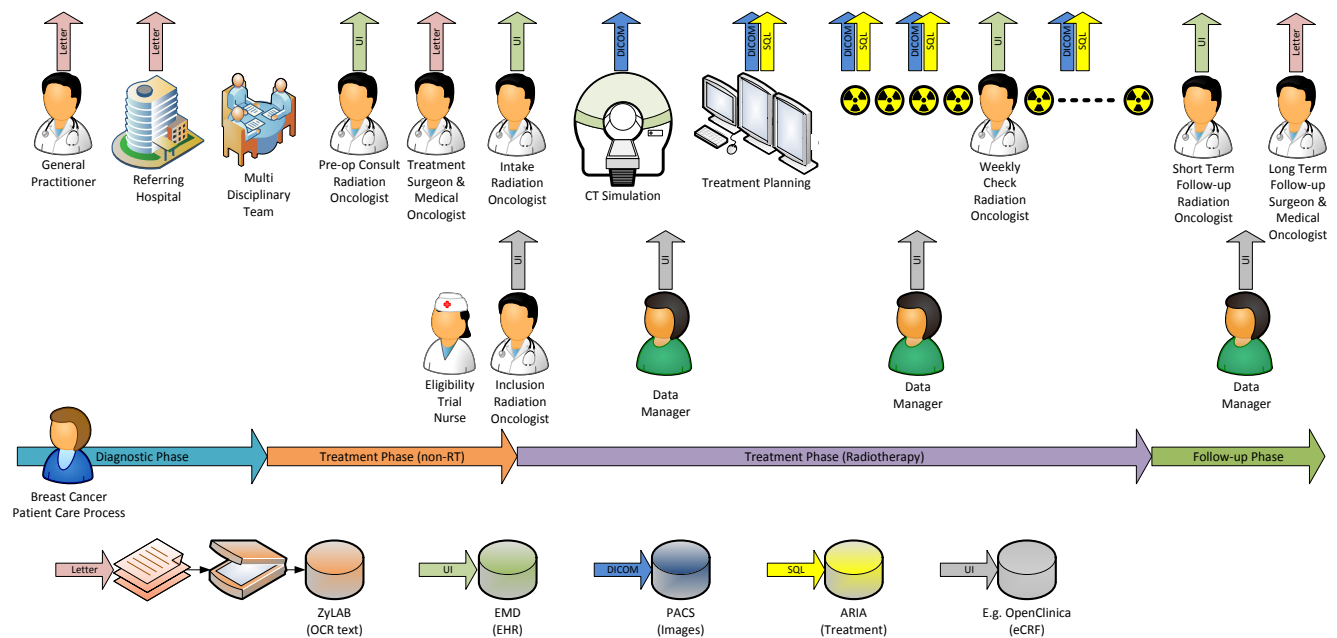 Letter
Letter
UI
Letter
UI
DICOM
DICOM
SQL
DICOM
SQL
DICOM
SQL
UI
DICOM
SQL
UI
Letter
General
Practitioner
Referring
Hospital
Multi
Disciplinary
Team
Pre-op Consult
Radiation
Oncologist
Treatment
Surgeon &
Medical
Oncologist
Intake
Radiation
Oncologist
CT Simulation
Treatment Planning
Weekly
Check
Radiation
Oncologist
Short Term
Follow-up
Radiation
Oncologist
Long Term
Follow-up
Surgeon &
Medical
Oncologist
UI
UI
UI
UI
Eligibility
Trial
Nurse
Inclusion
Radiation
Oncologist
Data
Manager
Data
Manager
Data
Manager
Diagnostic Phase
Treatment Phase (non-RT)
Treatment Phase (Radiotherapy)
Follow-up Phase
Breast Cancer
Patient Care Process
Letter
ZyLAB
(OCR text)
UI
EMD
(EHR)
DICOM
PACS
(Images)
SQL
ARIA
(Treatment)
UI
E.g. OpenClinica
(eCRF)